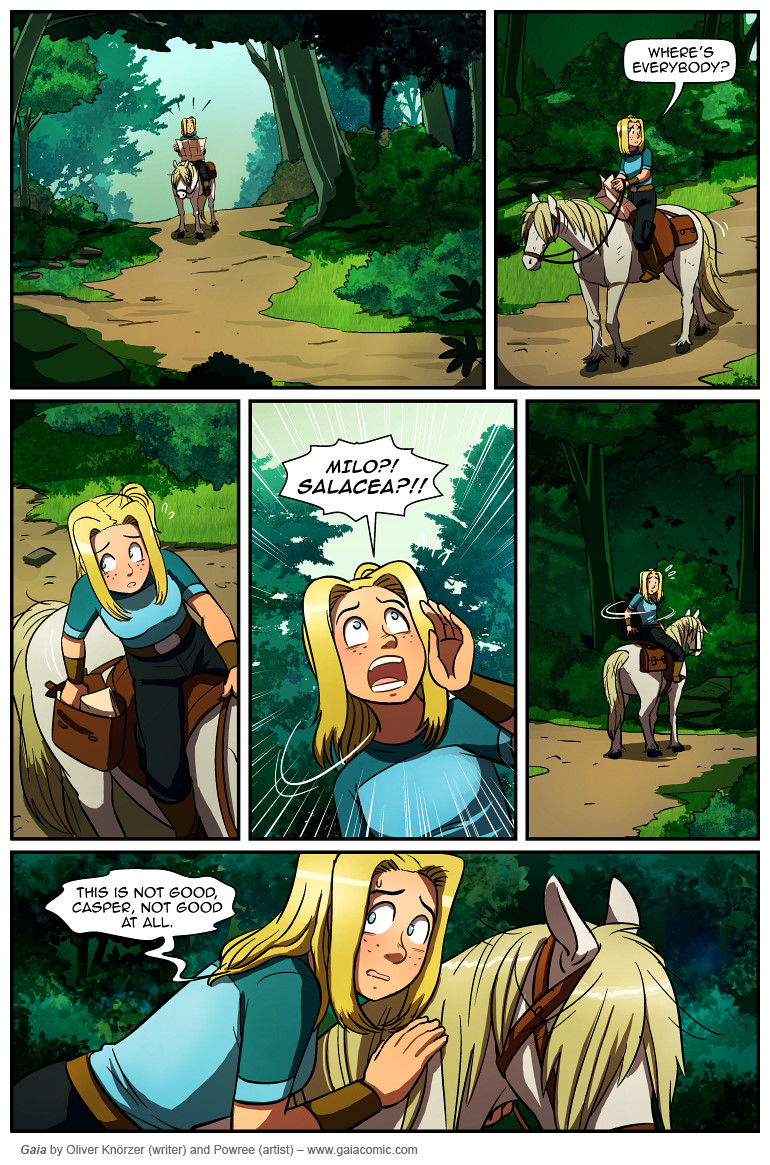 WHERE'S
EVERYBODY?
MILO?!
SALACEA?!!
THIS IS NOT GOOD,
CASPER, NOT GOOD
AT ALL.
Gaia by Oliver Knörzer (writer) and Powree (artist) – www.gaiacomic.com